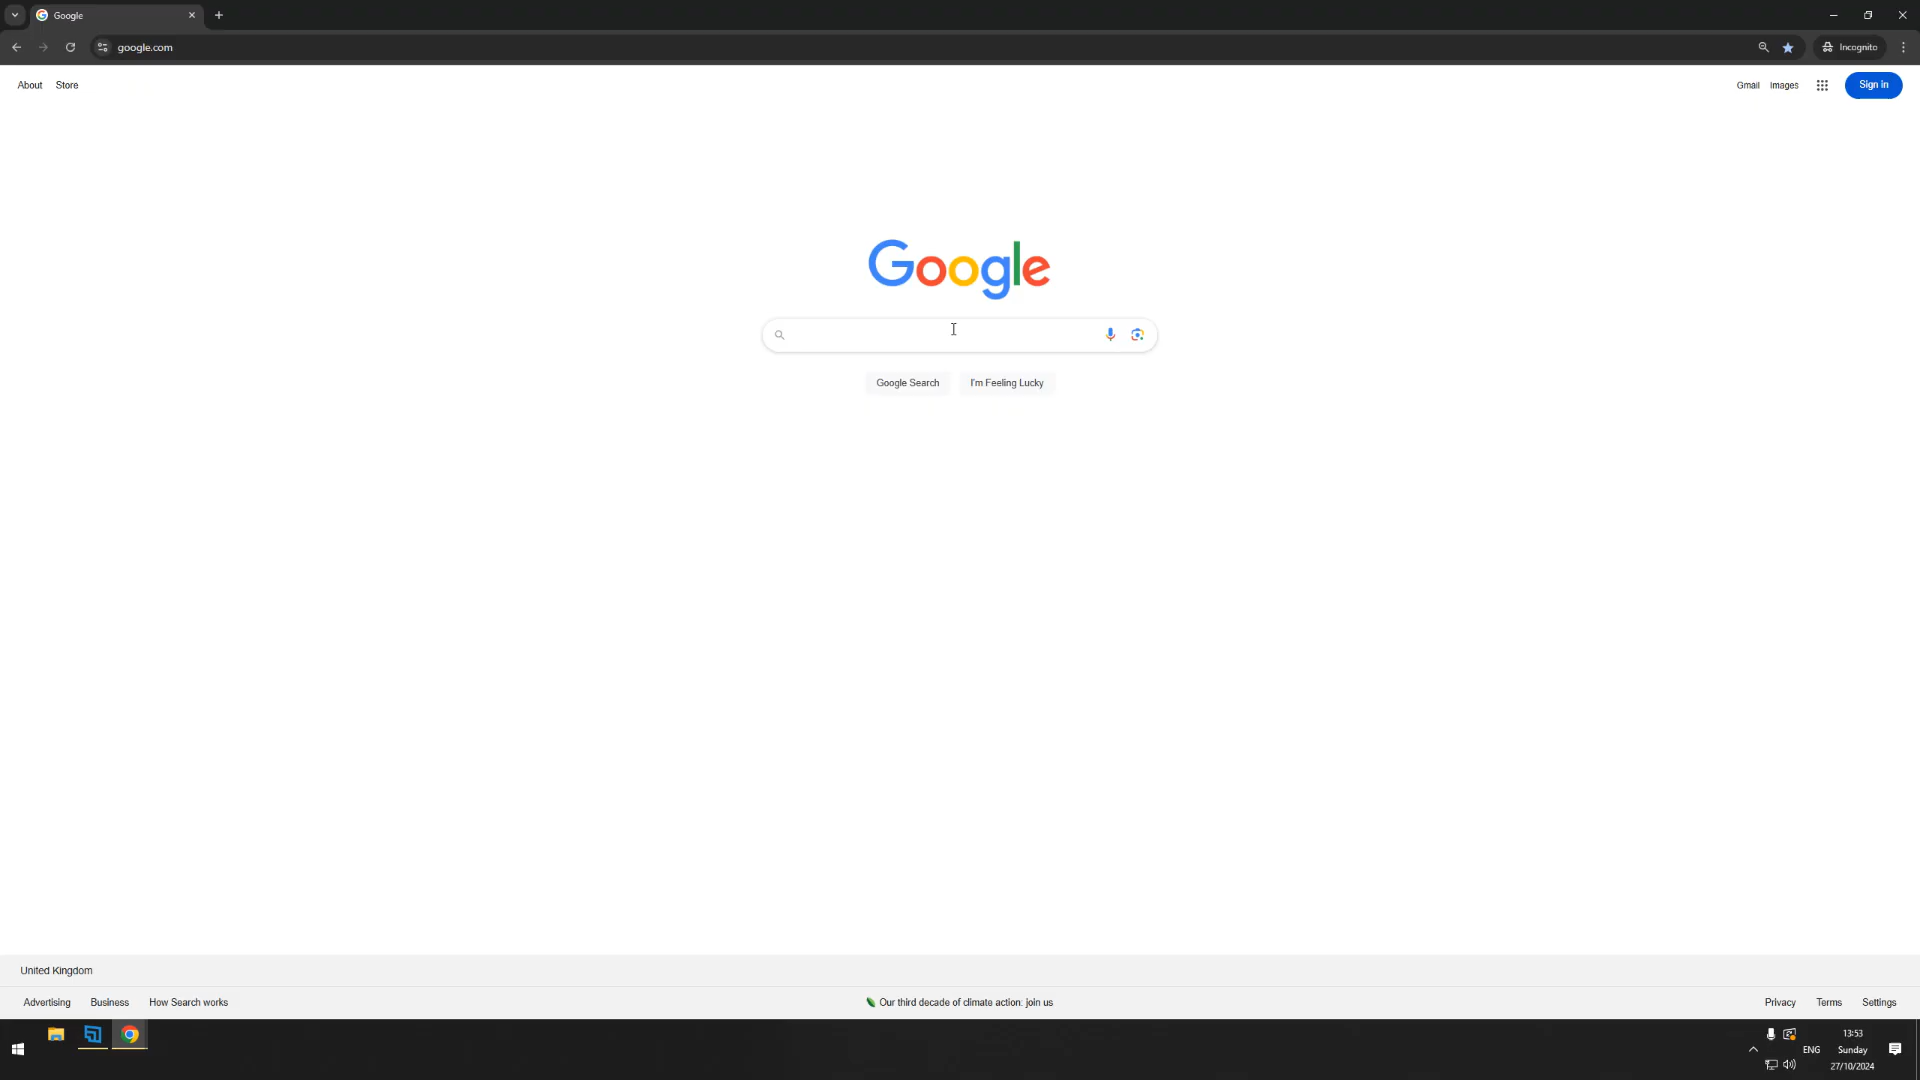 Google
google.com
Incognito
About Store
Gmail Images Sign in
Google
Google Search I'm Feeling Lucky
United Kingdom
Advertising Business How Search works
Our third decade of climate action: join us
Privacy Terms Settings
13:53
ENG Sunday
27/10/2024